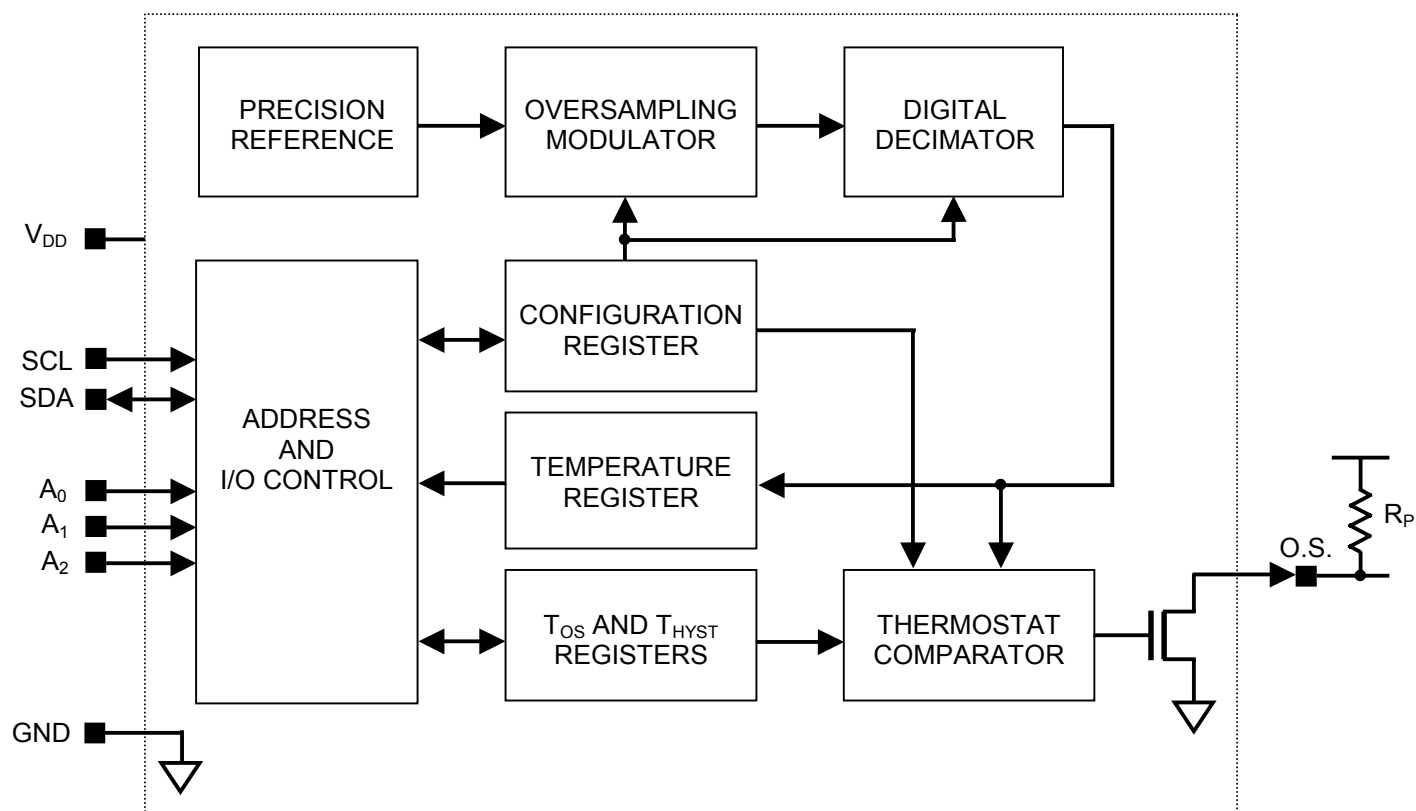 PRECISION
REFERENCE
OVERSAMPLING
MODULATOR
DIGITAL
DECIMATOR
VDD
SCL
SDA
A0
A1
A2
GND
ADDRESS
AND
I/O CONTROL
CONFIGURATION
REGISTER
TEMPERATURE
REGISTER
TOS AND THYST
REGISTERS
THERMOSTAT
COMPARATOR
O.S.
RP